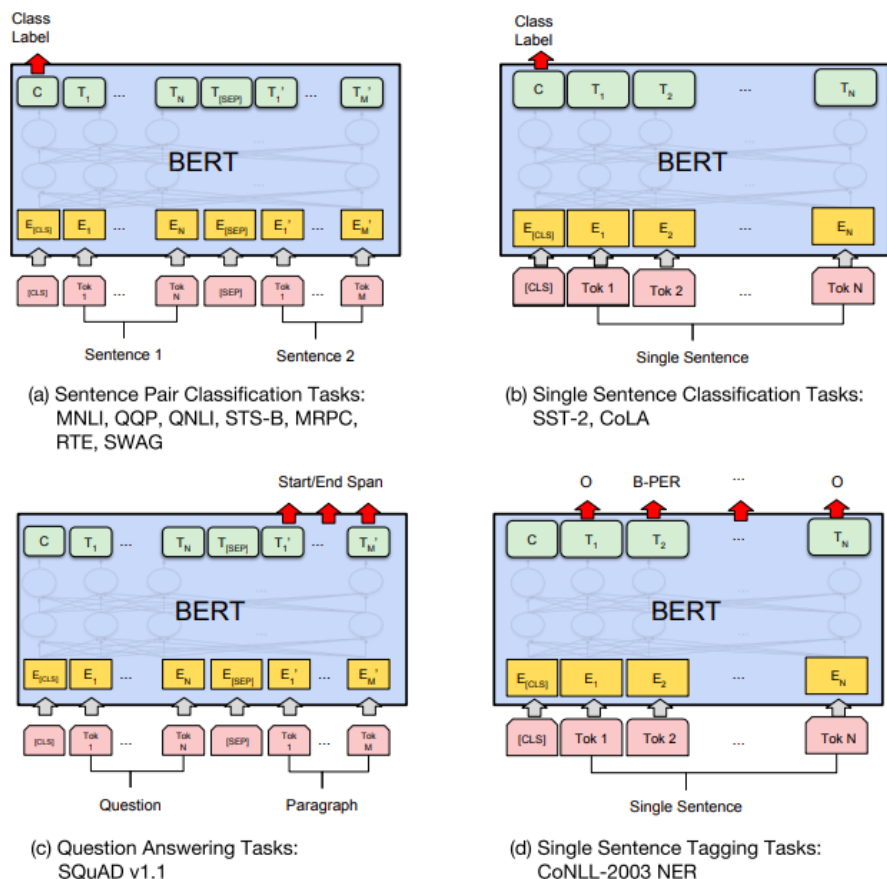 Class
Label
C T1 ... TN T[SEP] T1' ... TM'
...
BERT
...
E[CLS] E1 ... EN E[SEP] E1' ... EM'
[CLS] Tok 1 ... Tok N [SEP] Tok 1 ... Tok M
Sentence 1 Sentence 2
(a) Sentence Pair Classification Tasks:
MNLI, QQP, QNLI, STS-B, MRPC,
RTE, SWAG
Class
Label
C T1 T2 ... TN
...
BERT
...
E[CLS] E1 E2 ... EN
[CLS] Tok 1 Tok 2 ... Tok N
Single Sentence
(b) Single Sentence Classification Tasks:
SST-2, CoLA
Start/End Span
C T1 ... TN T[SEP] T1' ... TM'
...
BERT
...
E[CLS] E1 ... EN E[SEP] E1' ... EM'
[CLS] Tok 1 ... Tok N [SEP] Tok 1 ... Tok M
Question Paragraph
(c) Question Answering Tasks:
SQuAD v1.1
O B-PER ... O
C T1 T2 ... TN
...
BERT
...
E[CLS] E1 E2 ... EN
[CLS] Tok 1 Tok 2 ... Tok N
Single Sentence
(d) Single Sentence Tagging Tasks:
CoNLL-2003 NER